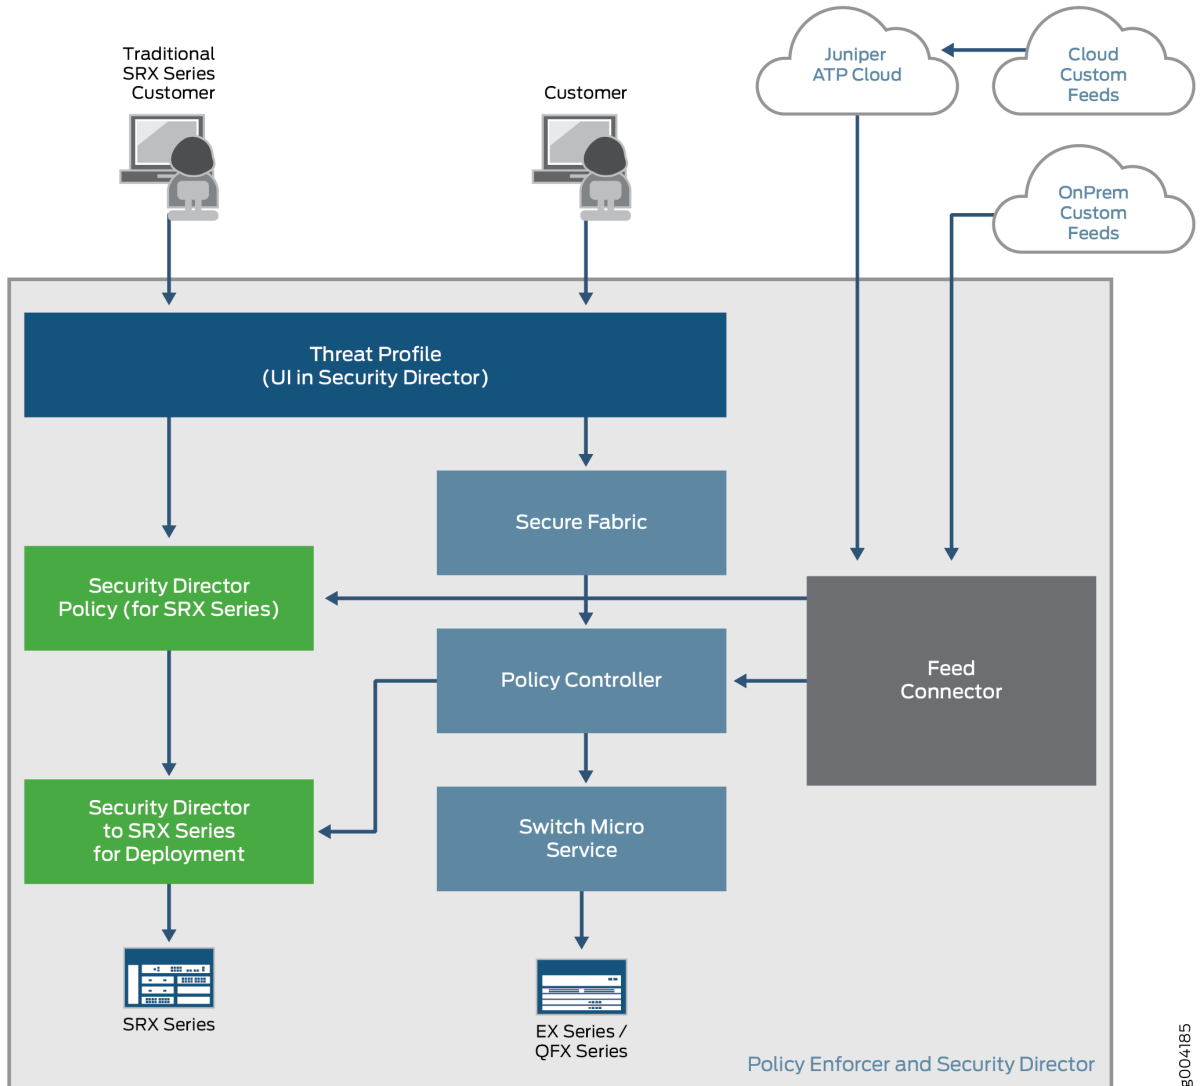 Traditional
SRX Series
Customer
Customer
Juniper
ATP Cloud
Cloud
Custom
Feeds
OnPrem
Custom
Feeds
Threat Profile
(UI in Security Director)
Secure Fabric
Security Director
Policy (for SRX Series)
Policy Controller
Feed
Connector
Security Director
to SRX Series
for Deployment
Switch Micro
Service
SRX Series
EX Series /
QFX Series
Policy Enforcer and Security Director